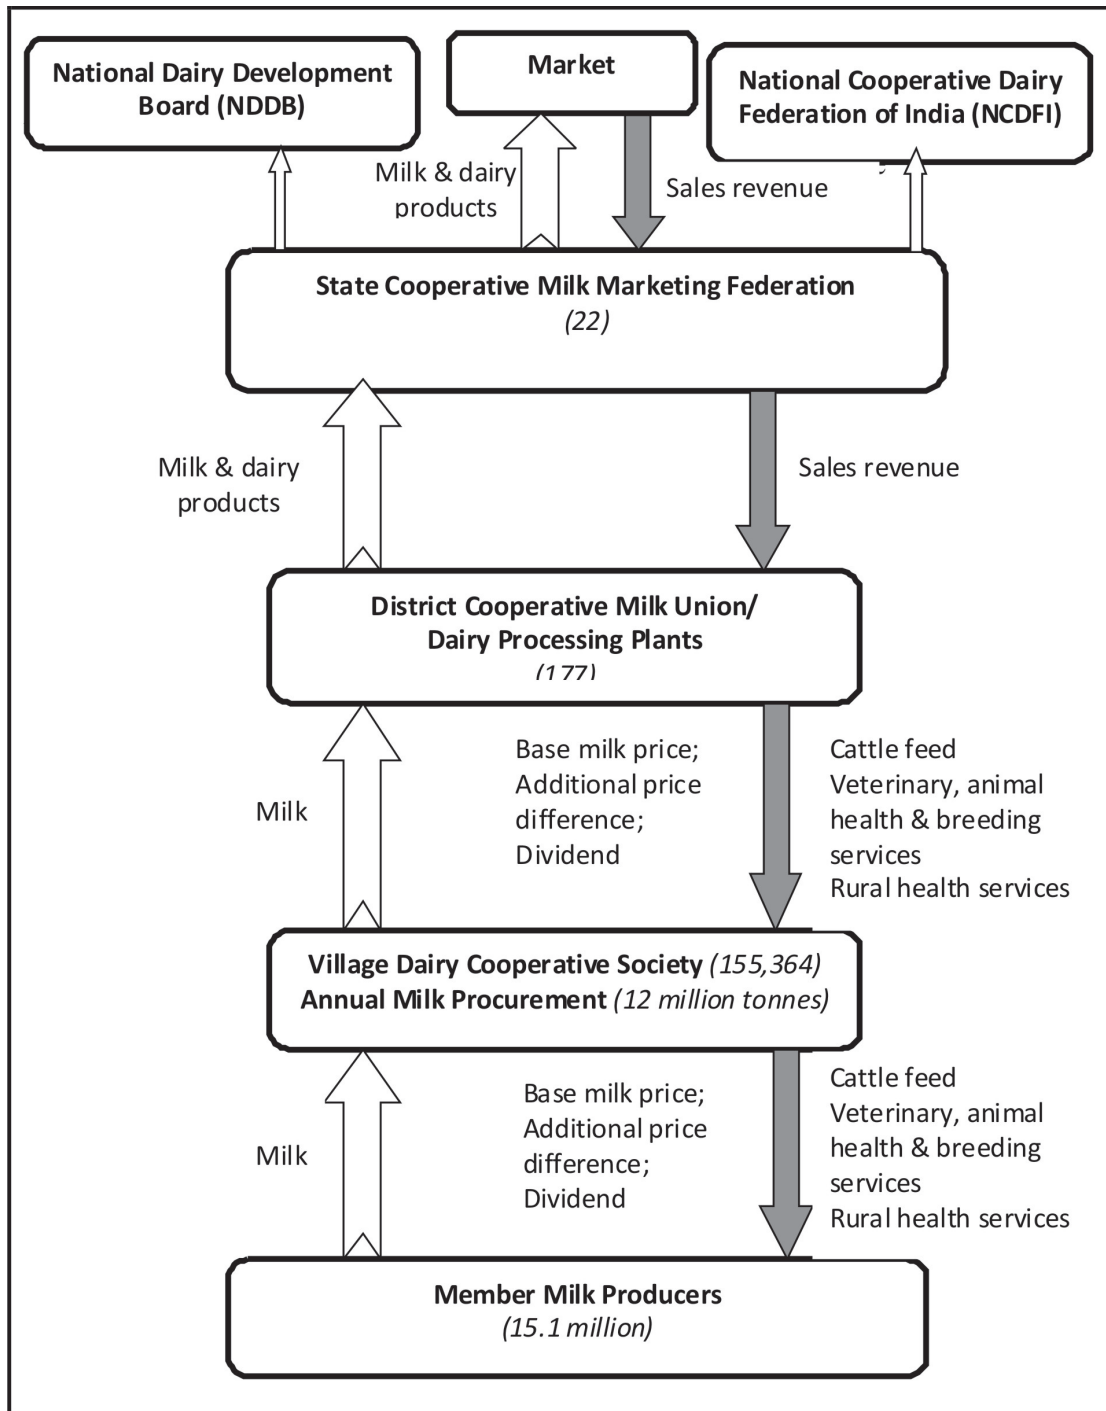 National Dairy Development
Board (NDDB)
Market
National Cooperative Dairy
Federation of India (NCDFI)
Milk & dairy
products
Sales revenue
State Cooperative Milk Marketing Federation
(22)
Milk & dairy
products
Sales revenue
District Cooperative Milk Union/
Dairy Processing Plants
(177)
Milk
Base milk price;
Additional price
difference;
Dividend
Cattle feed
Veterinary, animal
health & breeding
services
Rural health services
Village Dairy Cooperative Society (155,364)
Annual Milk Procurement (12 million tonnes)
Milk
Base milk price;
Additional price
difference;
Dividend
Cattle feed
Veterinary, animal
health & breeding
services
Rural health services
Member Milk Producers
(15.1 million)